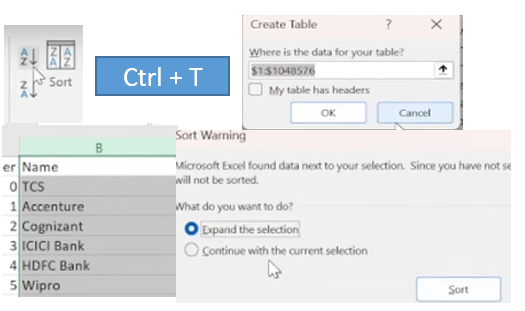 A
Z
Z
A
Z A
A Z
Sort
Ctrl + T
Create Table
?
Where is the data for your table?
$1:$1048576
My table has headers
OK
Cancel
B
er Name
0 TCS
1 Accenture
2 Cognizant
3 ICICI Bank
4 HDFC Bank
5 Wipro
Sort Warning
Microsoft Excel found data next to your selection. Since you have not se
will not be sorted.
What do you want to do?
Expand the selection
Continue with the current selection
Sort